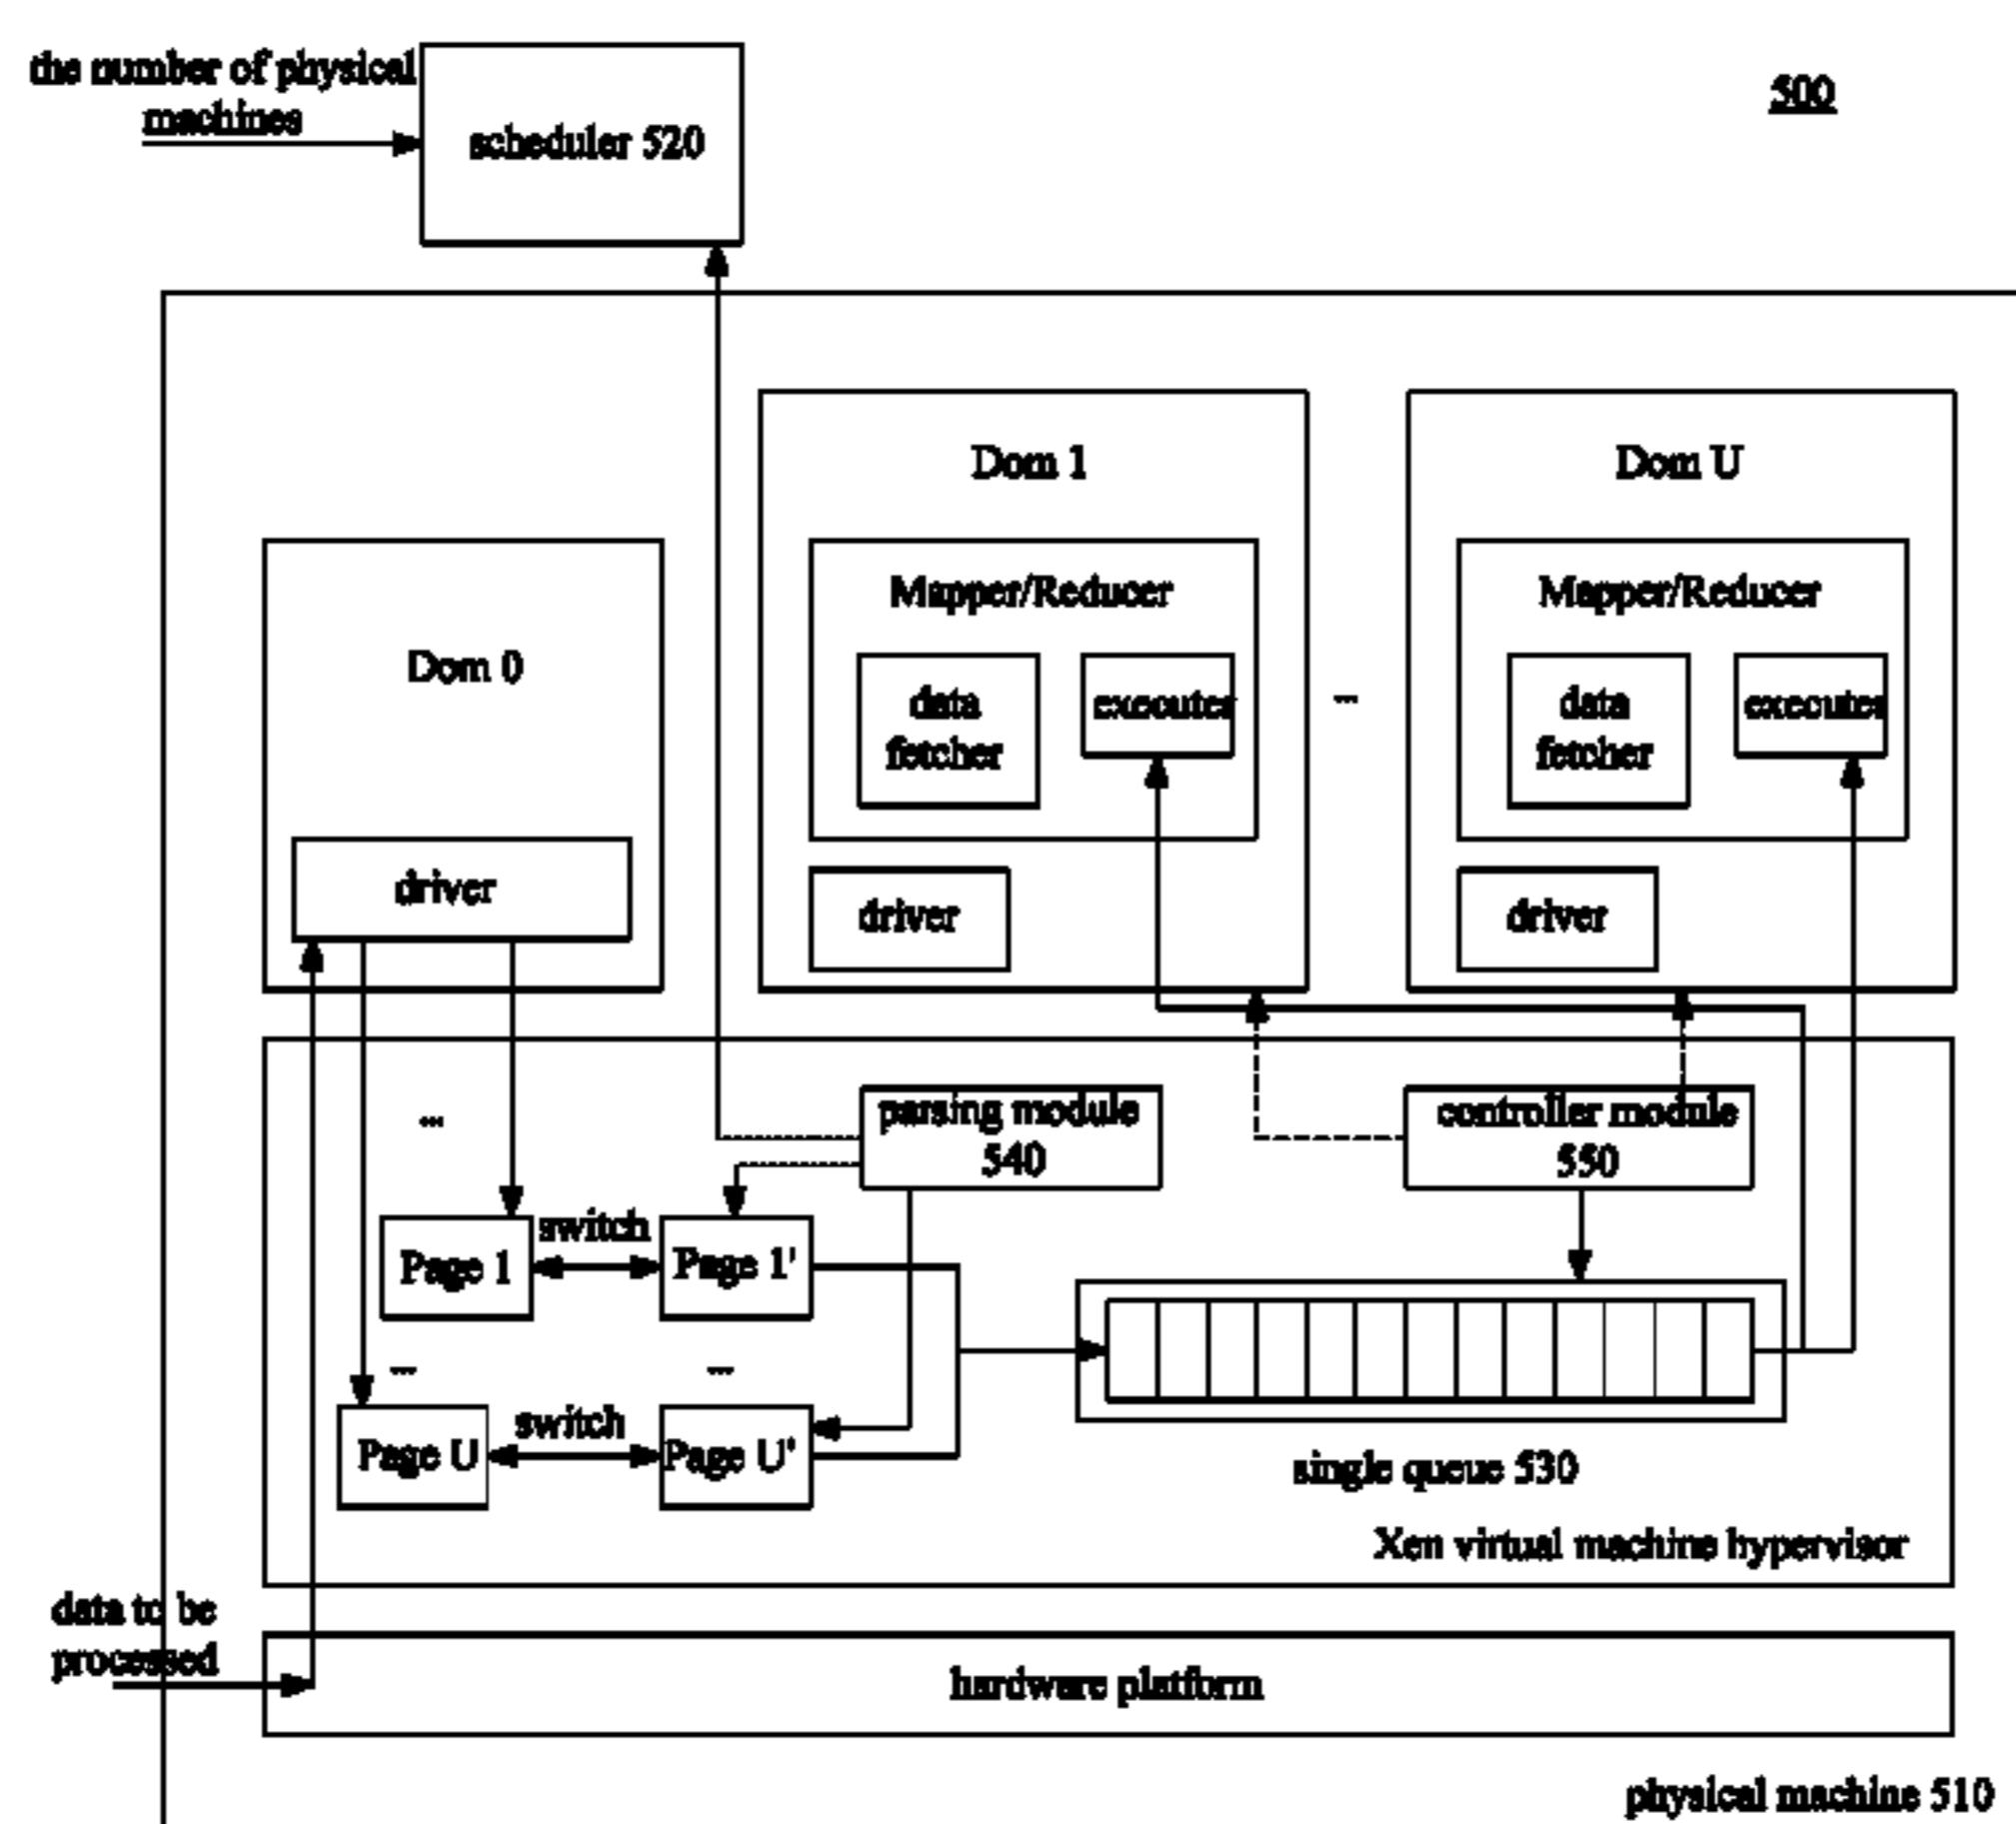 the number of physical
machines
scheduler 520
500
Dom 1
Dom U
Mapper/Reducer
Mapper/Reducer
Dom 0
data
fetcher
executer
...
data
fetcher
executer
driver
driver
driver
...
parsing module
540
controller module
550
Page 1
switch
Page 1'
...
...
Page U
switch
Page U'
single queue 530
Xen virtual machine hypervisor
data to be
processed
hardware platform
physical machine 510